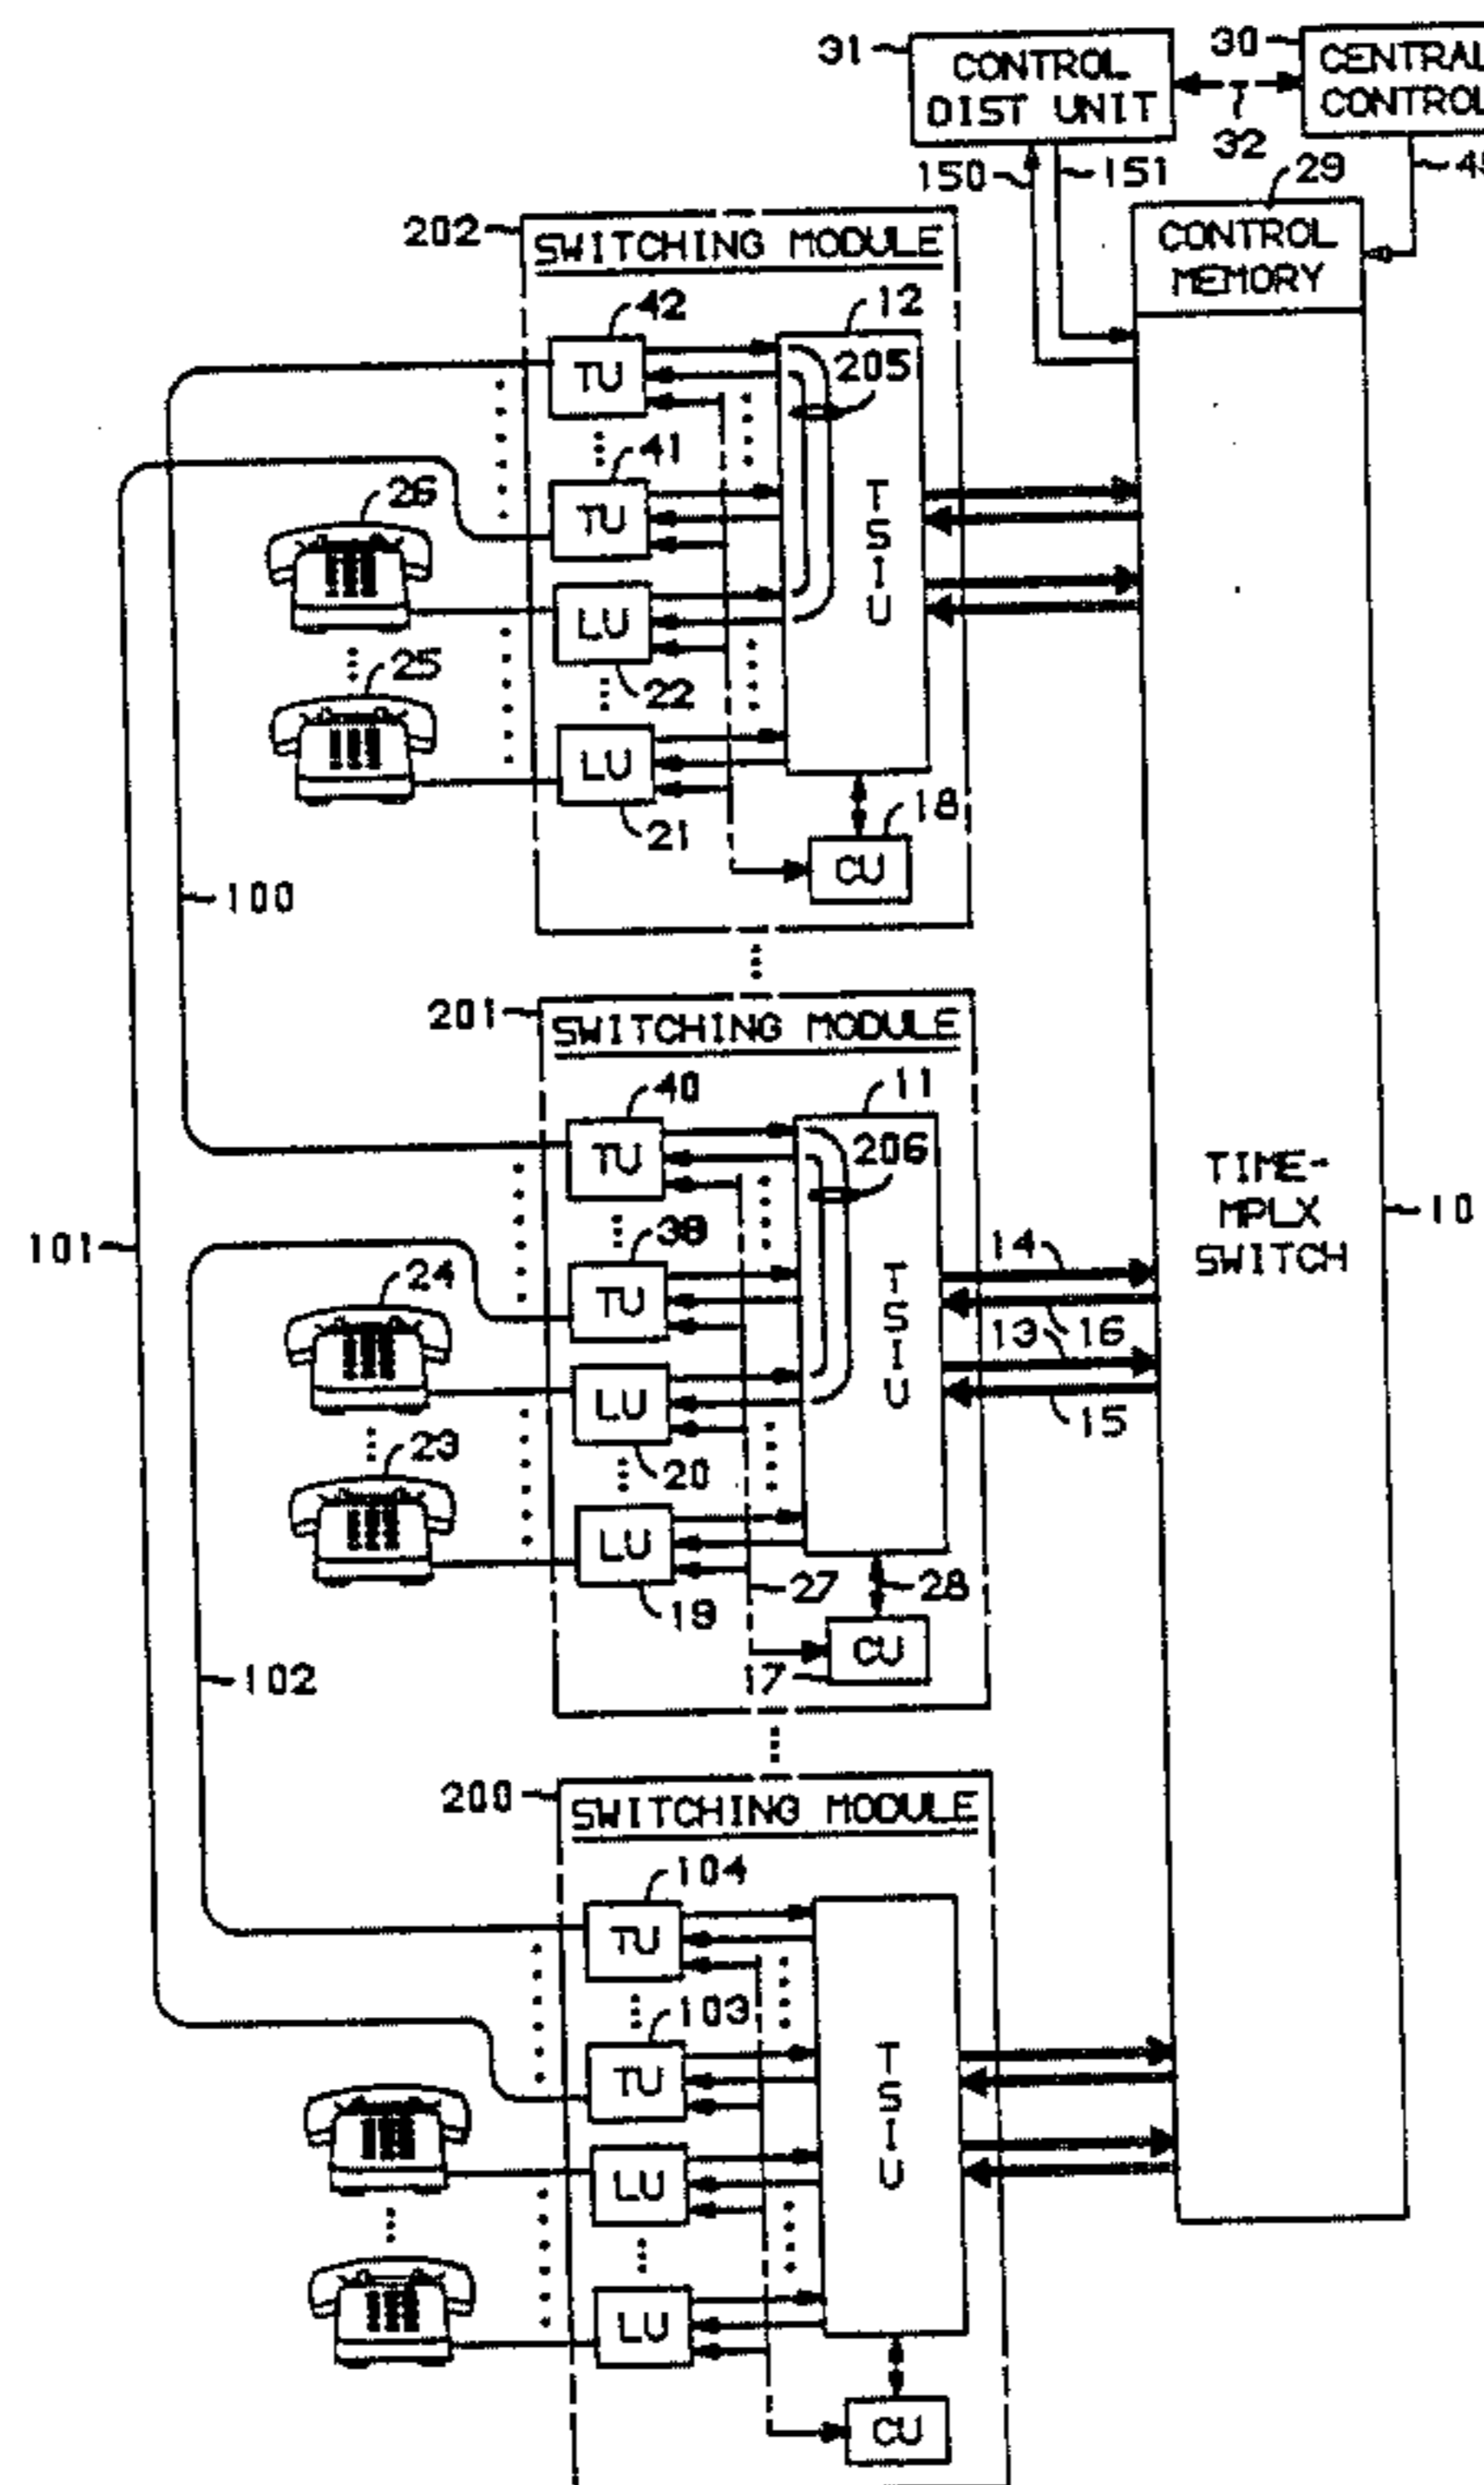 31
CONTROL
DIST UNIT
30
CENTRAL
CONTROL
32
150
151
29
CONTROL
MEMORY
202
SWITCHING MODULE
42
12
TU
205
41
TU
TSIU
26
LU
22
25
LU
21
18
CU
100
201
SWITCHING MODULE
40
11
TU
206
TIME-
MPLX
SWITCH
10
101
38
TU
TSIU
14
16
13
15
24
LU
20
23
LU
19
27
28
CU
17
102
200
SWITCHING MODULE
104
TU
103
TU
TSIU
LU
LU
CU